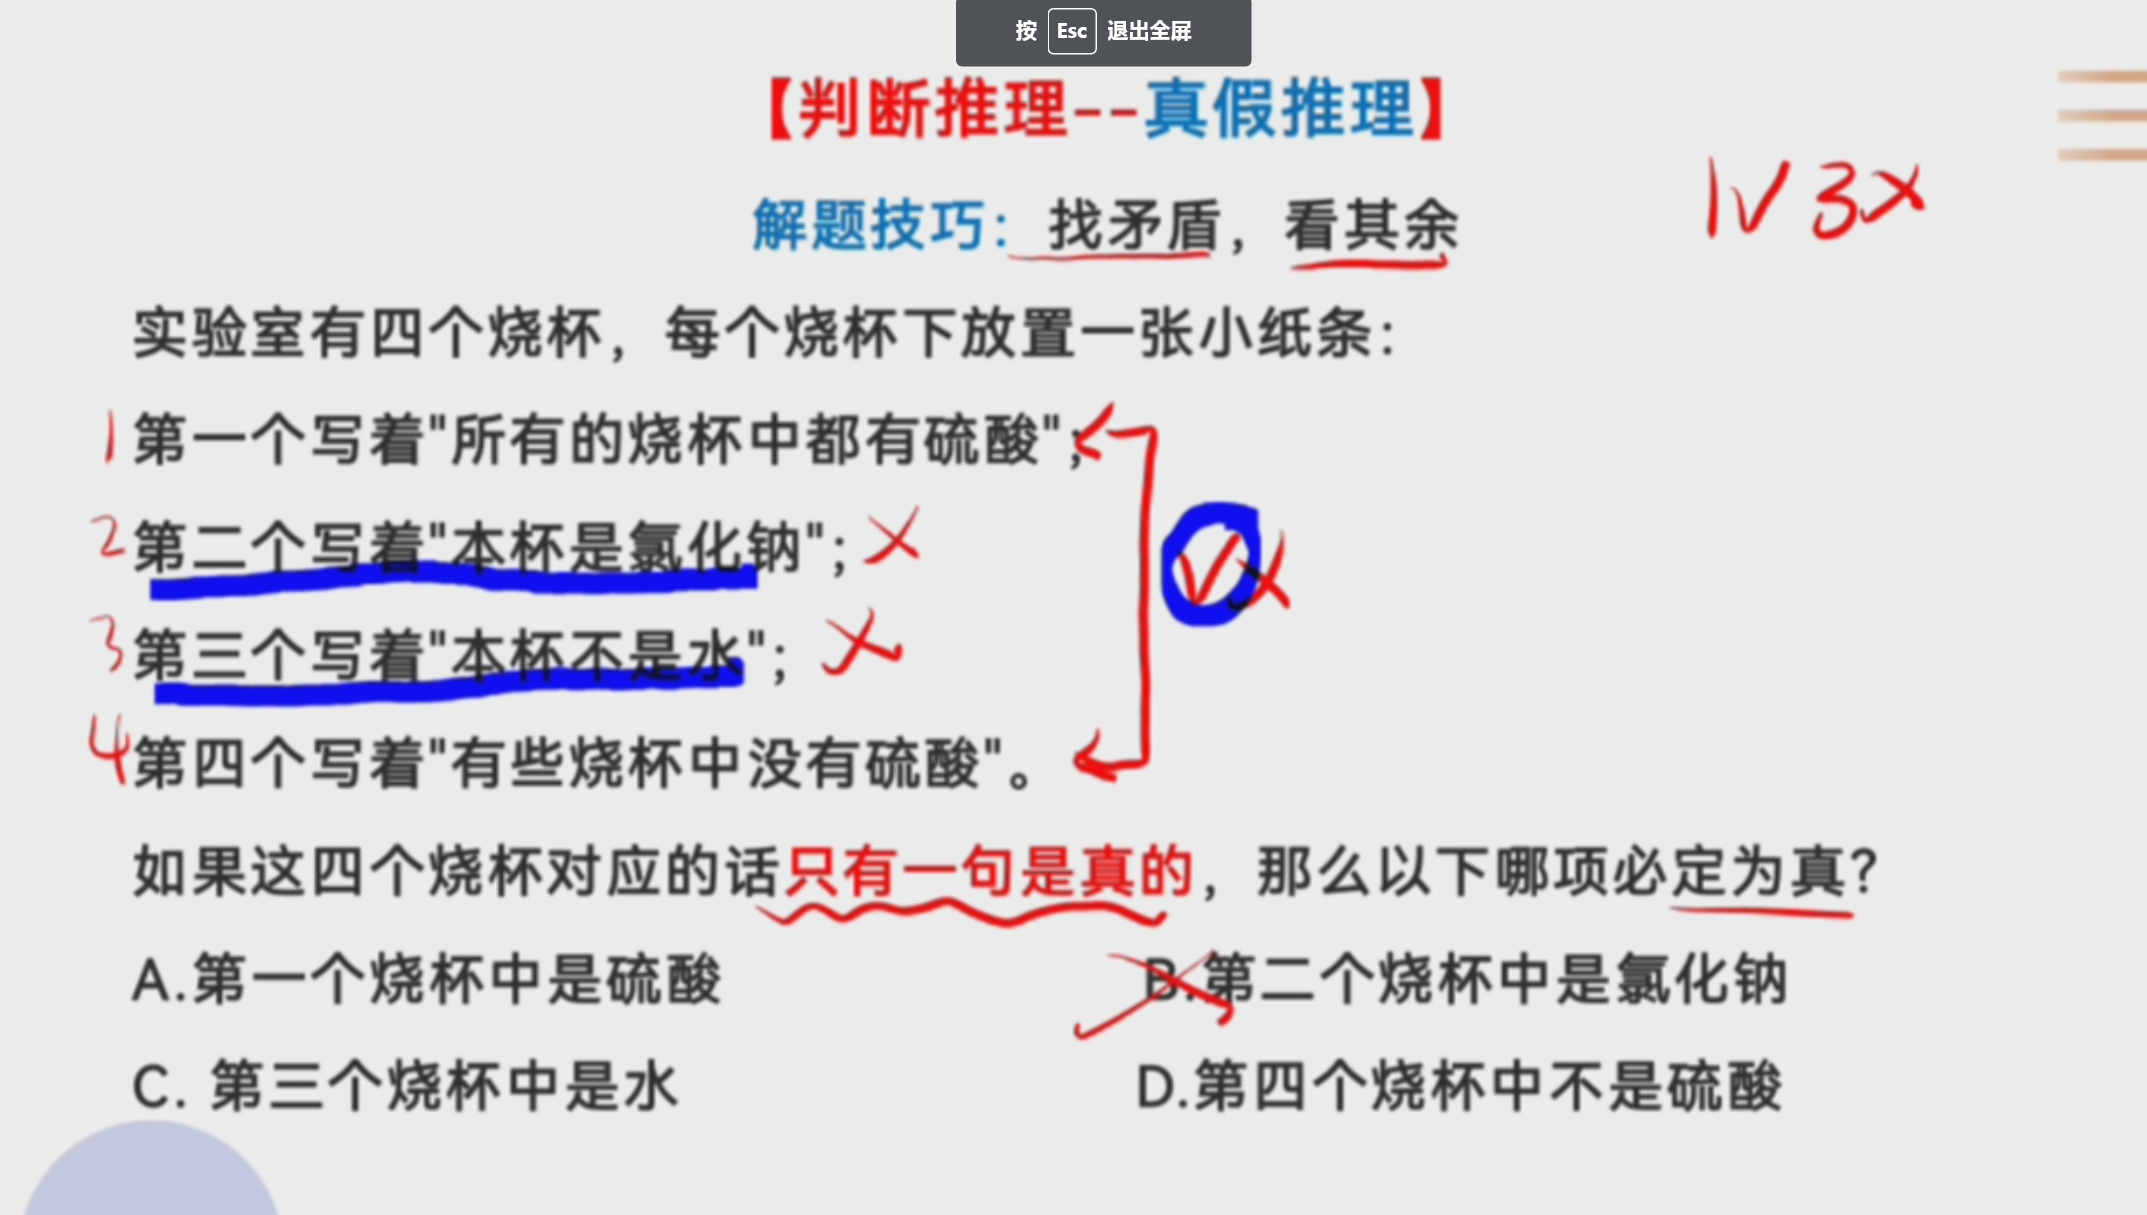 按 Esc 退出全屏
【判断推理--真假推理】
解题技巧：找矛盾，看其余
1√ 3×
实验室有四个烧杯，每个烧杯下放置一张小纸条：
1 第一个写着"所有的烧杯中都有硫酸"；
2 第二个写着"本杯是氯化钠"；×
√×
3 第三个写着"本杯不是水"；×
4 第四个写着"有些烧杯中没有硫酸"。
如果这四个烧杯对应的话只有一句是真的，那么以下哪项必定为真？
A.第一个烧杯中是硫酸
B.第二个烧杯中是氯化钠
C. 第三个烧杯中是水
D.第四个烧杯中不是硫酸